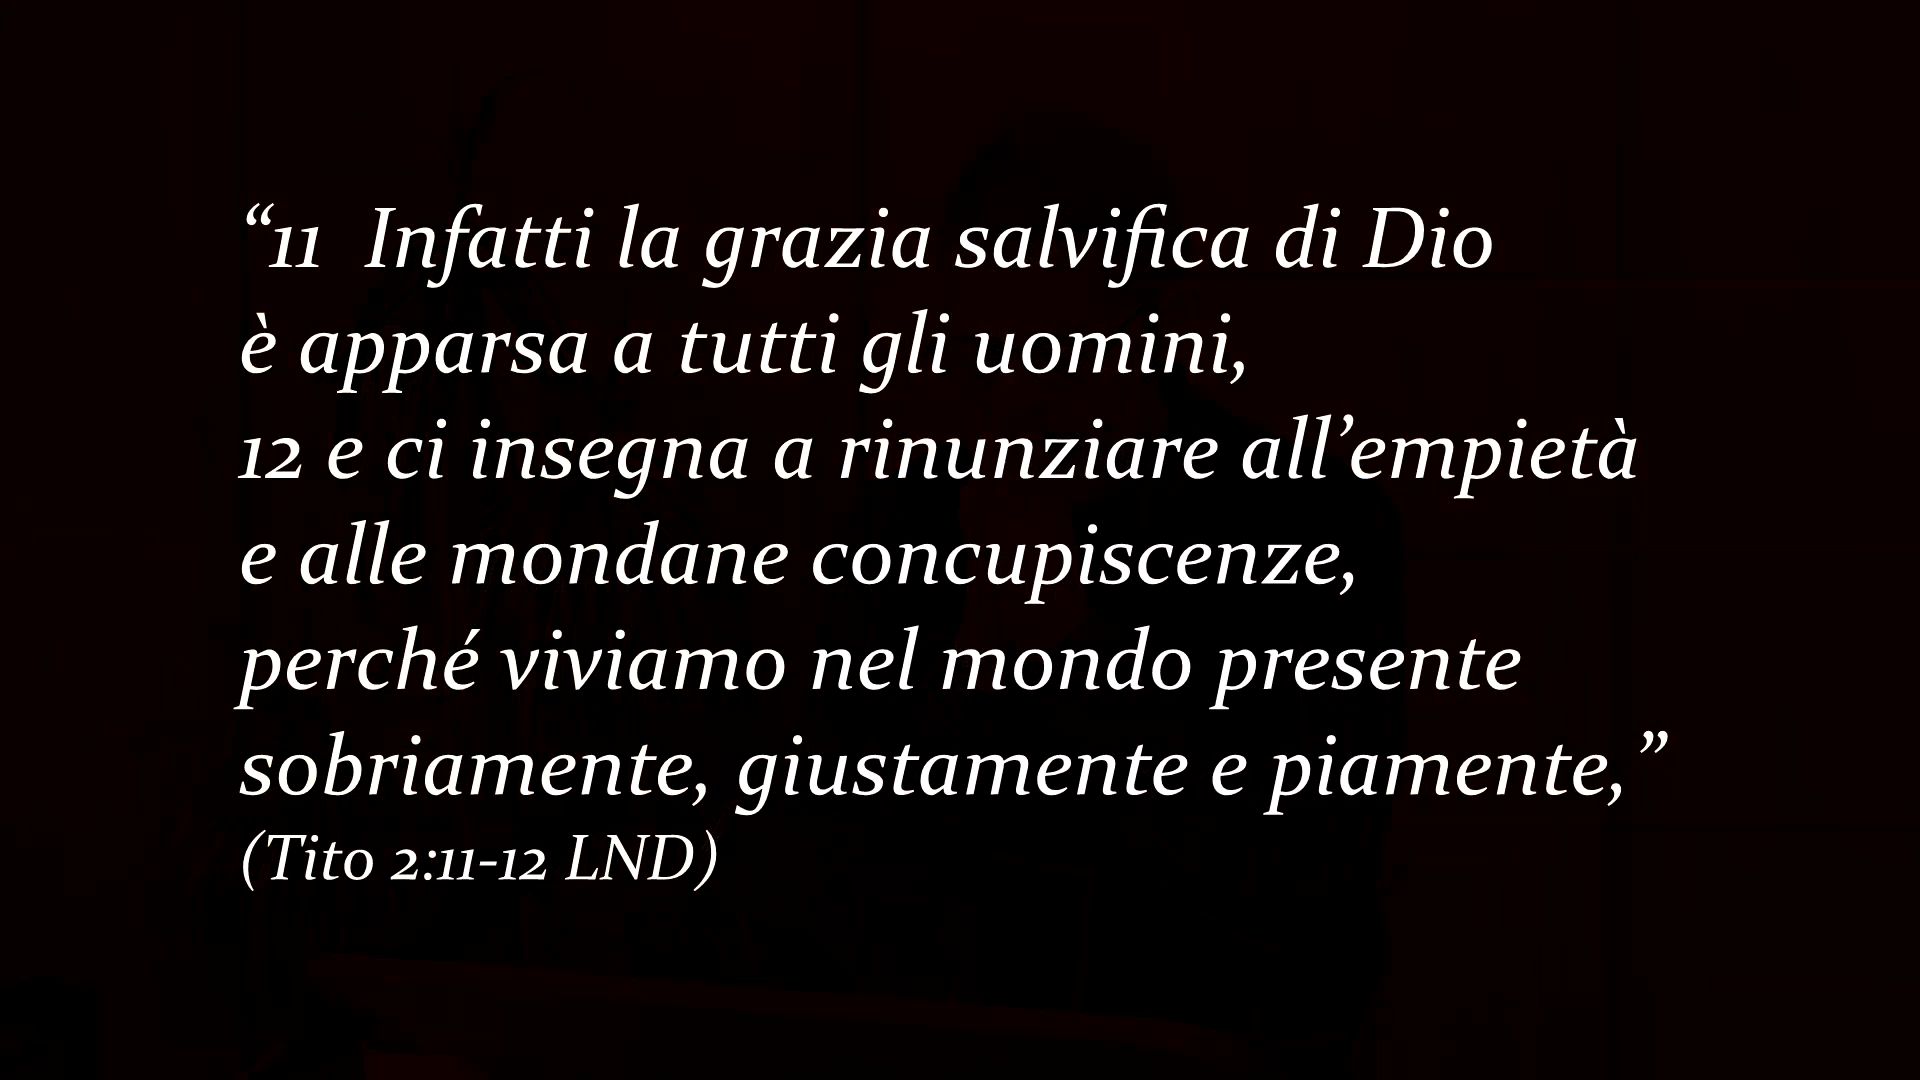 “11  Infatti la grazia salvifica di Dio
è apparsa a tutti gli uomini,
12 e ci insegna a rinunziare all’empietà
e alle mondane concupiscenze,
perché viviamo nel mondo presente
sobriamente, giustamente e piamente,”
(Tito 2:11-12 LND)